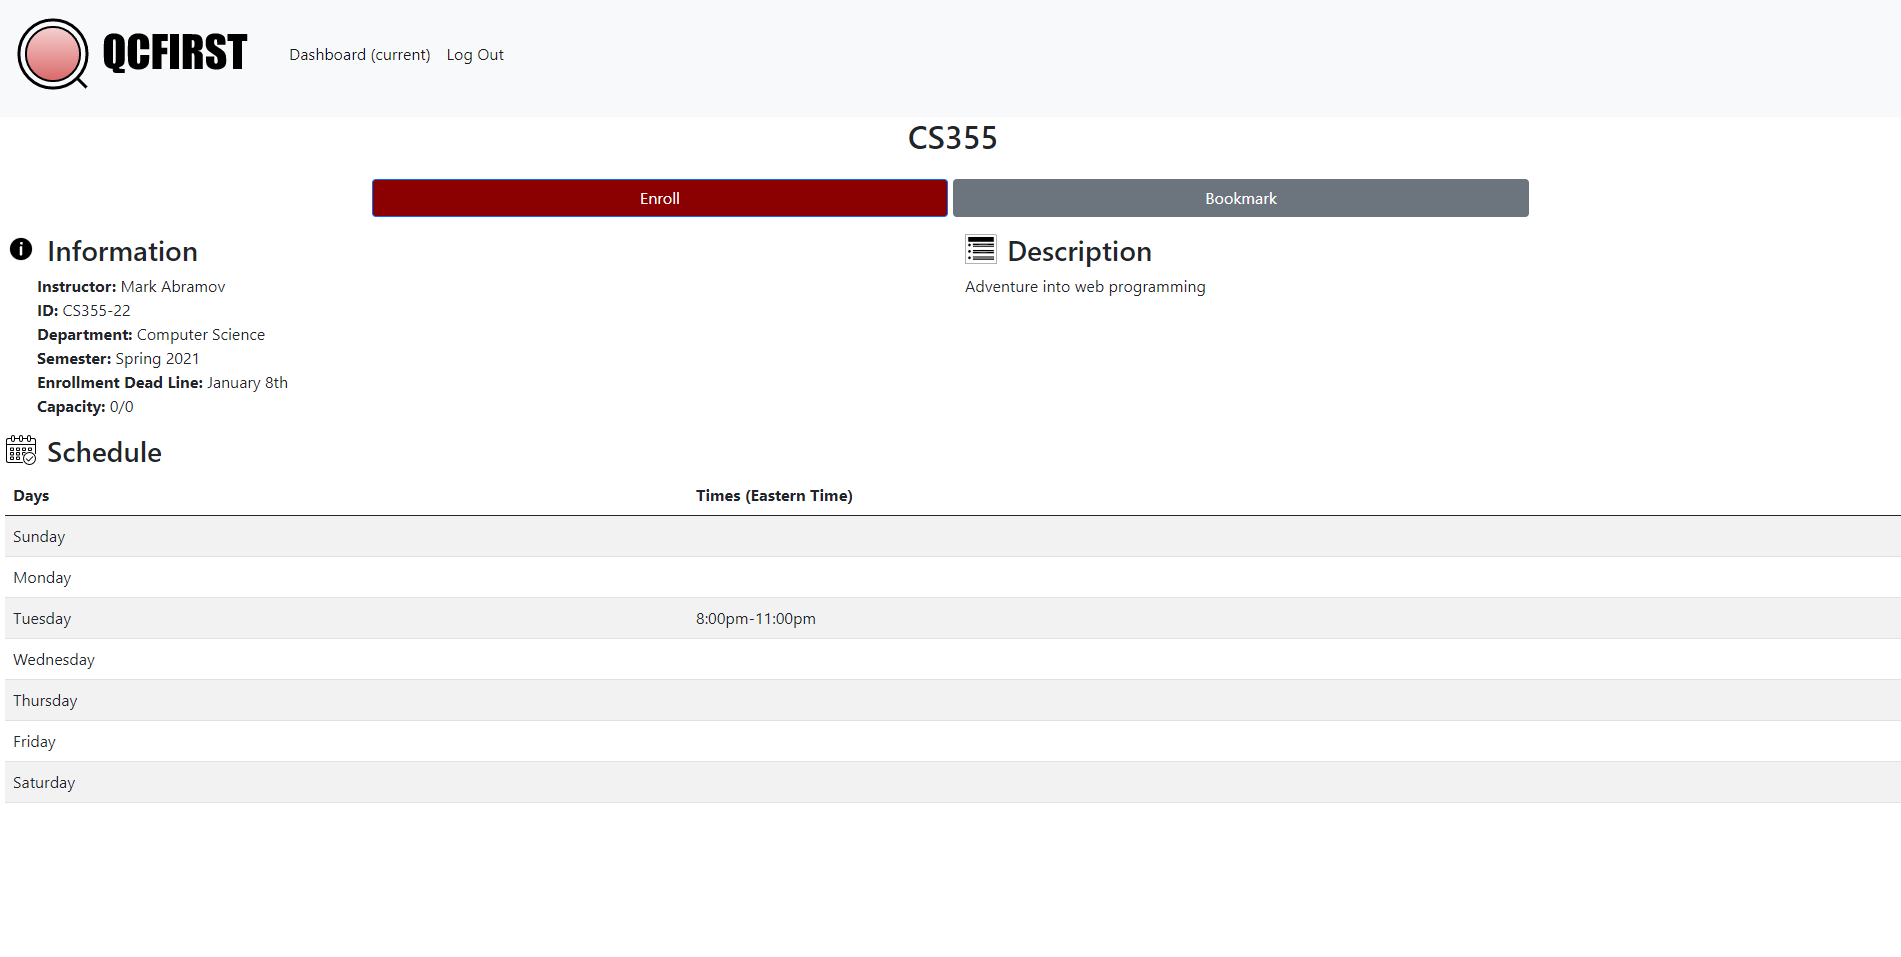 QCFIRST
Dashboard (current) Log Out
CS355
Enroll Bookmark
Information
Instructor: Mark Abramov
ID: CS355-22
Department: Computer Science
Semester: Spring 2021
Enrollment Dead Line: January 8th
Capacity: 0/0
Description
Adventure into web programming
Schedule
Days Times (Eastern Time)
Sunday
Monday
Tuesday 8:00pm-11:00pm
Wednesday
Thursday
Friday
Saturday